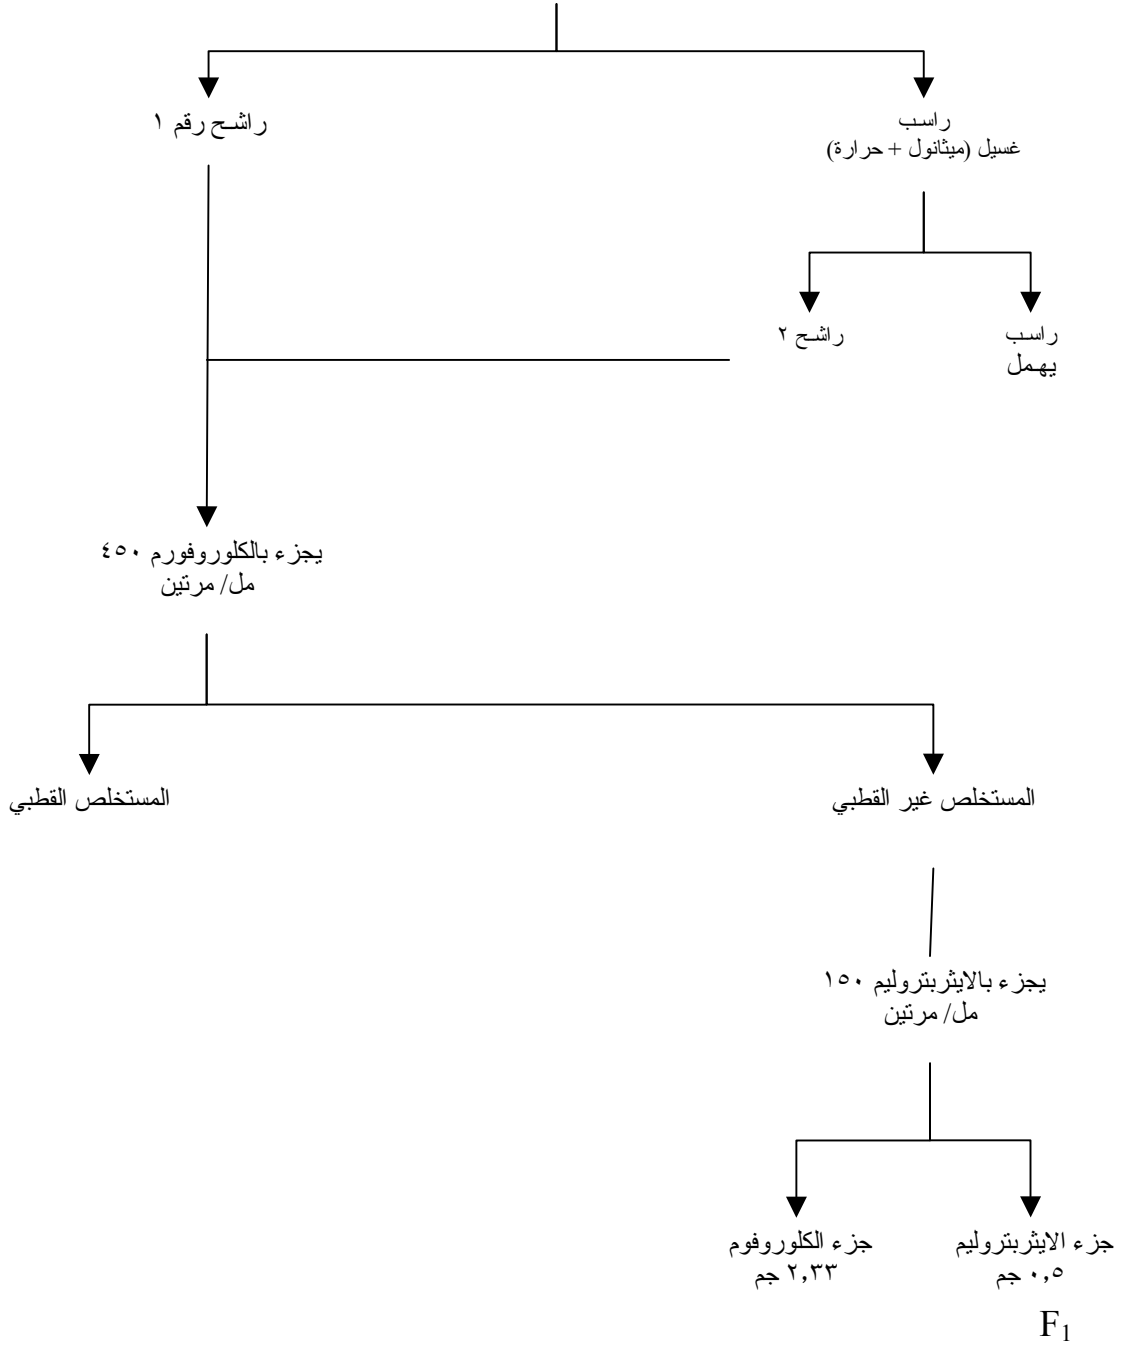 راسب
غسيل (ميثانول + حرارة)
راشح رقم ١
راسب
يهمل
راشح ٢
يجزء بالكلوروفورم ٤٥٠
مل/ مرتين
المستخلص غير القطبي
المستخلص القطبي
يجزء بالايثربتروليم ١٥٠
مل/ مرتين
جزء الايثربتروليم
٠,٥ جم
F₁
جزء الكلوروفوم
٢,٣٣ جم